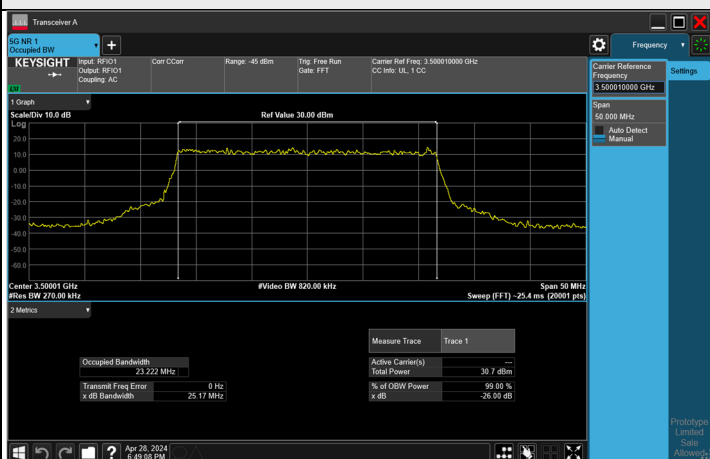 Transceiver A
5G NR 1
Occupied BW
Frequency
KEYSIGHT
Input: RFIO1
Output: RFIO1
Coupling: AC
Corr CCorr
Range: -45 dBm
Trig: Free Run
Gate: FFT
Carrier Ref Freq: 3.500010000 GHz
CC Info: UL, 1 CC
LXI
Carrier Reference
Frequency
3.500010000 GHz
Settings
Span
50.000 MHz
Auto Detect
Manual
1 Graph
Scale/Div 10.0 dB
Ref Value 30.00 dBm
Log
20.0
10.0
0.00
-10.0
-20.0
-30.0
-40.0
-50.0
-60.0
Center 3.50001 GHz
#Video BW 820.00 kHz
Span 50 MHz
#Res BW 270.00 kHz
Sweep (FFT) ~25.4 ms (20001 pts)
2 Metrics
Measure Trace Trace 1
Occupied Bandwidth
23.222 MHz
Active Carrier(s) ---
Total Power 30.7 dBm
Transmit Freq Error 0 Hz
x dB Bandwidth 25.17 MHz
% of OBW Power 99.00 %
x dB -26.00 dB
Prototype
Limited
Sale
Allowed
Apr 28, 2024
6:49:08 PM